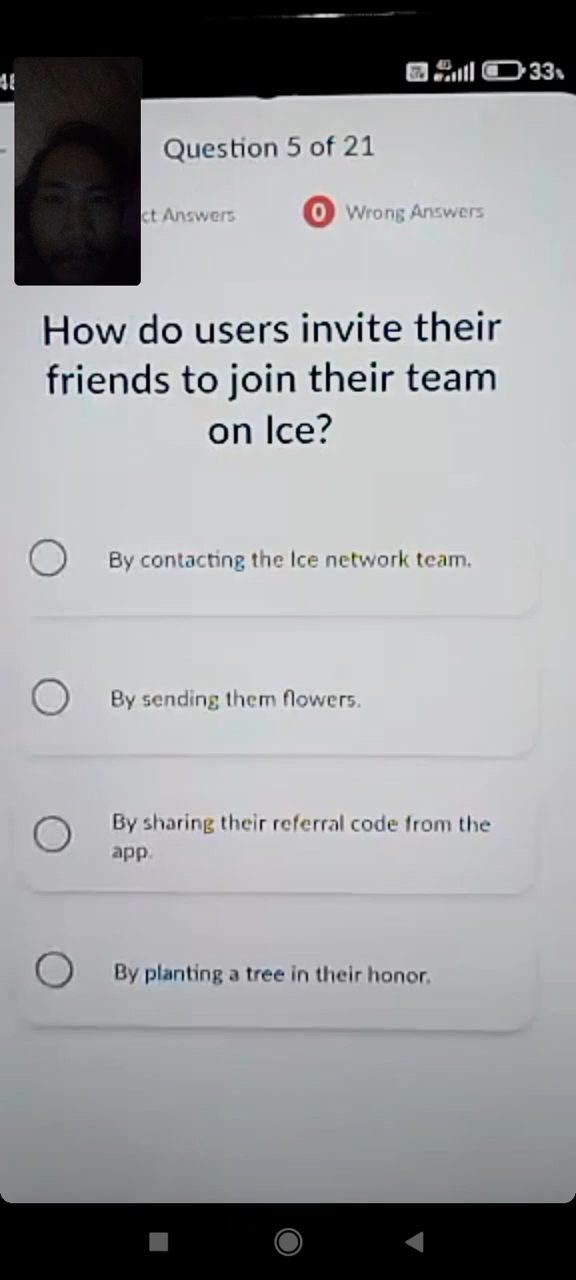 33%
Question 5 of 21
ct Answers
0 Wrong Answers
How do users invite their
friends to join their team
on Ice?
By contacting the Ice network team.
By sending them flowers.
By sharing their referral code from the
app.
By planting a tree in their honor.